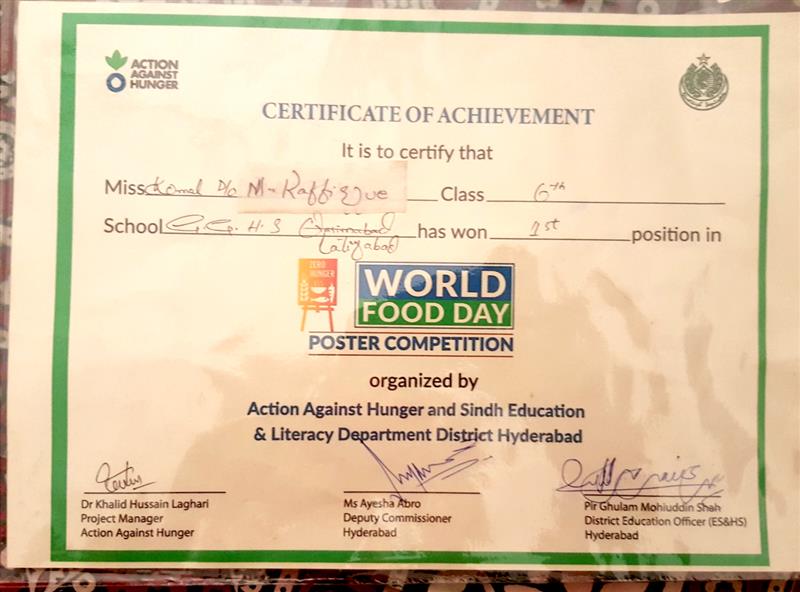 ACTION
AGAINST
HUNGER
CERTIFICATE OF ACHIEVEMENT
It is to certify that
Miss Komal D/o M. Raffique Class 6th
School G.G.H.S Latifabad has won 1st position in
ZERO
HUNGER
WORLD
FOOD DAY
POSTER COMPETITION
organized by
Action Against Hunger and Sindh Education
& Literacy Department District Hyderabad
Dr Khalid Hussain Laghari
Project Manager
Action Against Hunger
Ms Ayesha Abro
Deputy Commissioner
Hyderabad
Pir Ghulam Mohiuddin Shah
District Education Officer (ES&HS)
Hyderabad